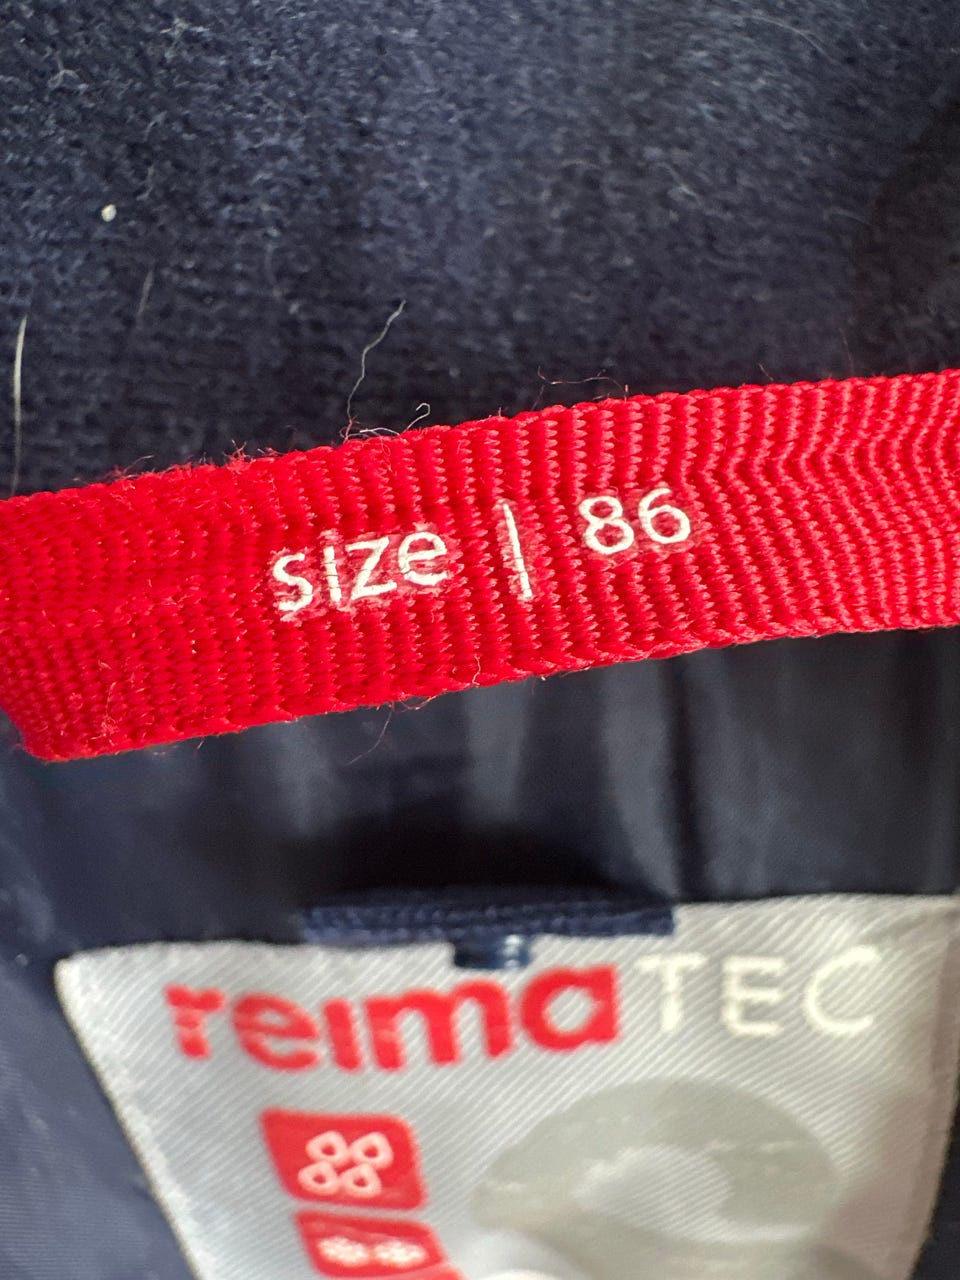 size | 86
reimaTEC